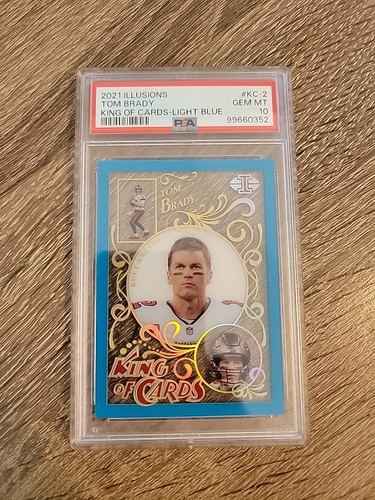 2021 ILLUSIONS #KC-2
TOM BRADY GEM MT
KING OF CARDS-LIGHT BLUE 10
PSA 99660352
TOM
BRADY
KING
OF CARDS